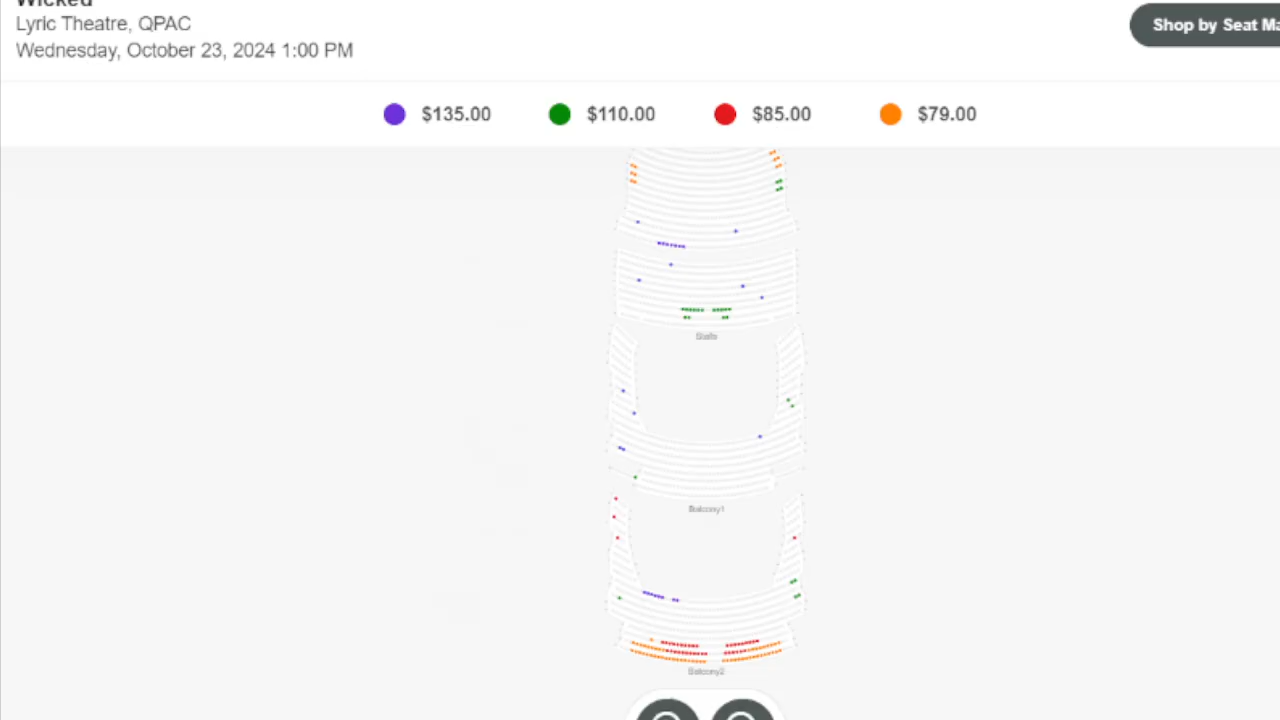 Wicked
Lyric Theatre, QPAC
Wednesday, October 23, 2024 1:00 PM
Shop by Seat Ma
$135.00
$110.00
$85.00
$79.00
Stalls
Balcony1
Balcony2